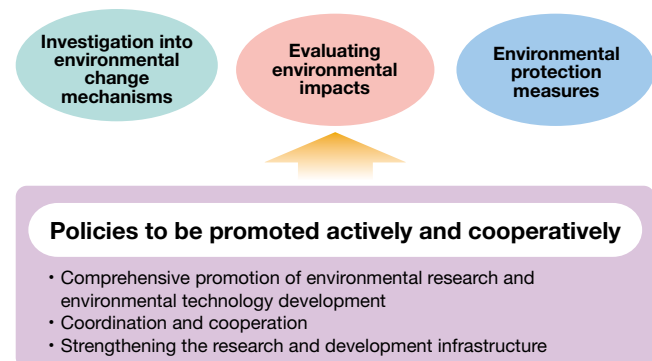 Investigation into
environmental
change
mechanisms
Evaluating
environmental
impacts
Environmental
protection
measures
Policies to be promoted actively and cooperatively
・Comprehensive promotion of environmental research and
environmental technology development
・Coordination and cooperation
・Strengthening the research and development infrastructure